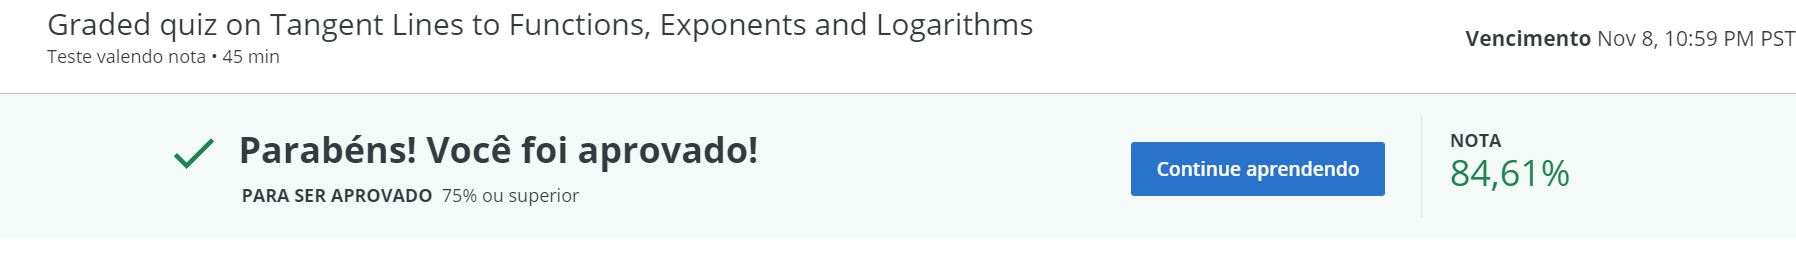 Graded quiz on Tangent Lines to Functions, Exponents and Logarithms
Teste valendo nota • 45 min
Vencimento Nov 8, 10:59 PM PST
Parabéns! Você foi aprovado!
PARA SER APROVADO 75% ou superior
Continue aprendendo
NOTA
84,61%